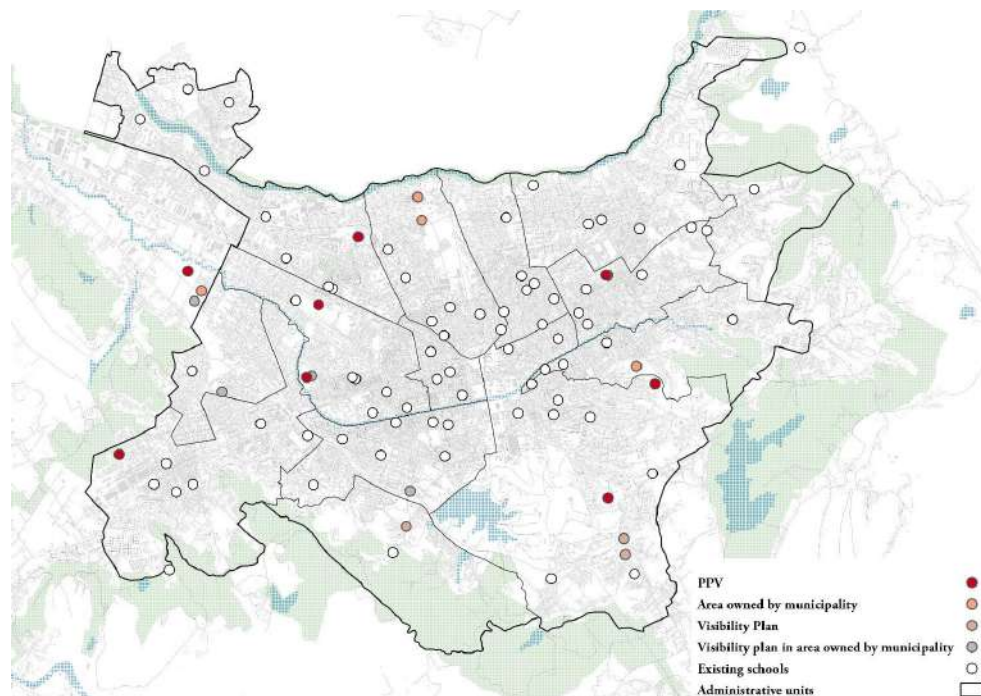 PPV
Area owned by municipality
Visibility Plan
Visibility plan in area owned by municipality
Existing schools
Administrative units